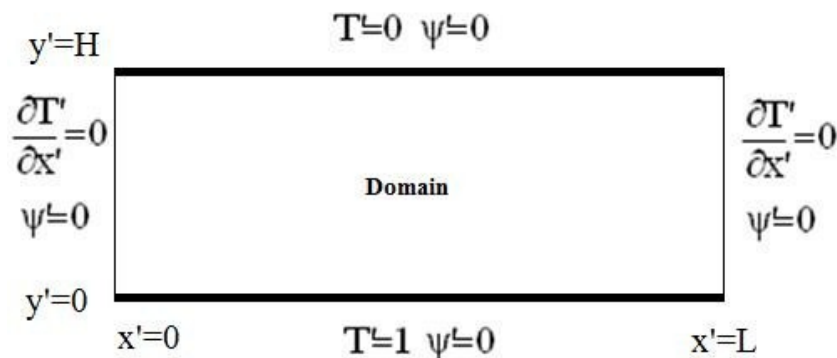 T'=0 ψ'=0
y'=H
∂T'/∂x'=0
ψ'=0
Domain
∂T'/∂x'=0
ψ'=0
y'=0
x'=0
T'=1 ψ'=0
x'=L